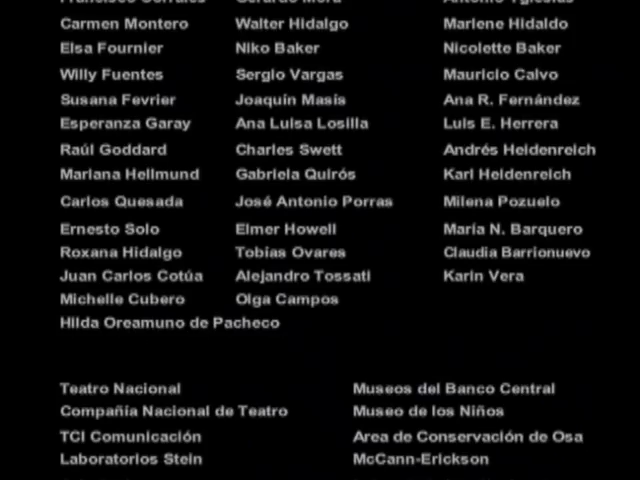 Carmen Montero Walter Hidalgo Marlene Hidaldo
Elsa Fournier Niko Baker Nicolette Baker
Willy Fuentes Sergio Vargas Mauricio Calvo
Susana Fevrier Joaquín Masís Ana R. Fernández
Esperanza Garay Ana Luisa Losilla Luis E. Herrera
Raúl Goddard Charles Swett Andrés Heidenreich
Mariana Hellmund Gabriela Quirós Karl Heidenreich
Carlos Quesada José Antonio Porras Milena Pozuelo
Ernesto Solo Elmer Howell María N. Barquero
Roxana Hidalgo Tobías Ovares Claudia Barrionuevo
Juan Carlos Cotúa Alejandro Tossati Karin Vera
Michelle Cubero Olga Campos
Hilda Oreamuno de Pacheco
Teatro Nacional Museos del Banco Central
Compañía Nacional de Teatro Museo de los Niños
TCI Comunicación Area de Conservación de Osa
Laboratorios Stein McCann-Erickson